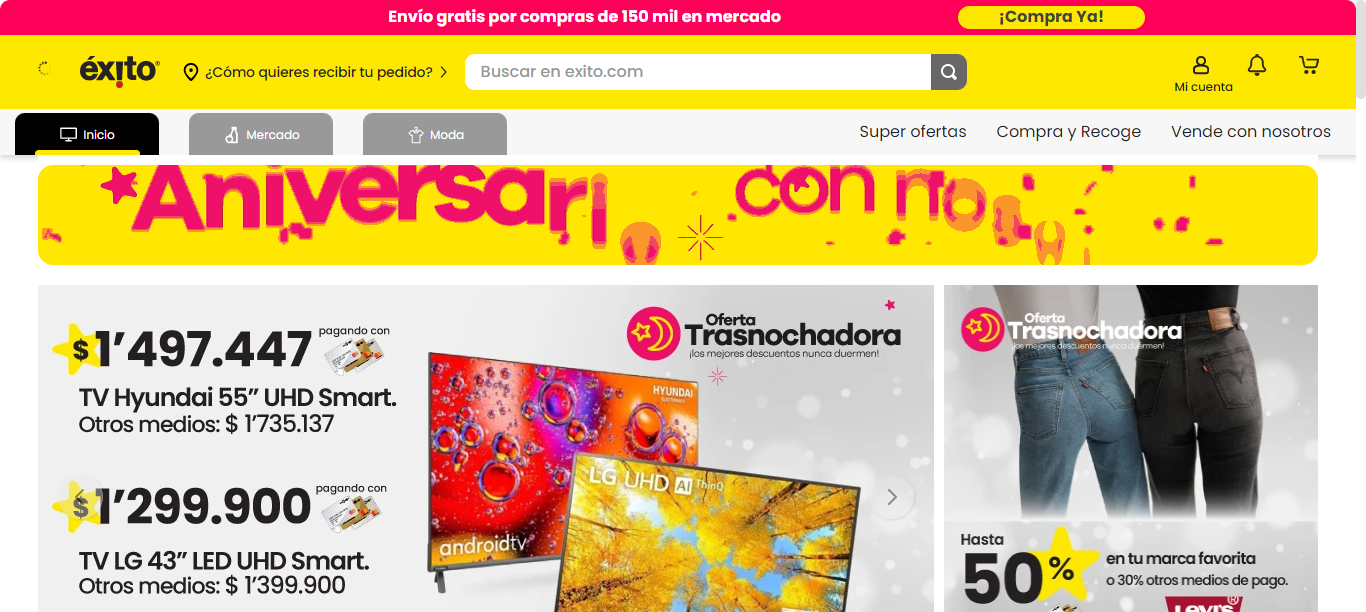 Envío gratis por compras de 150 mil en mercado
¡Compra Ya!
éxito
¿Cómo quieres recibir tu pedido?
Buscar en exito.com
Mi cuenta
Inicio
Mercado
Moda
Super ofertas
Compra y Recoge
Vende con nosotros
Aniversari con no
$1’497.447
pagando con
TV Hyundai 55” UHD Smart.
Otros medios: $ 1’735.137
$1’299.900
pagando con
TV LG 43” LED UHD Smart.
Otros medios: $ 1’399.900
Oferta
Trasnochadora
¡los mejores descuentos nunca duermen!
HYUNDAI
androidtv
LG UHD AI ThinQ
Oferta
Trasnochadora
¡los mejores descuentos nunca duermen!
Hasta
50%
en tu marca favorita
o 30% otros medios de pago.
Levi's®